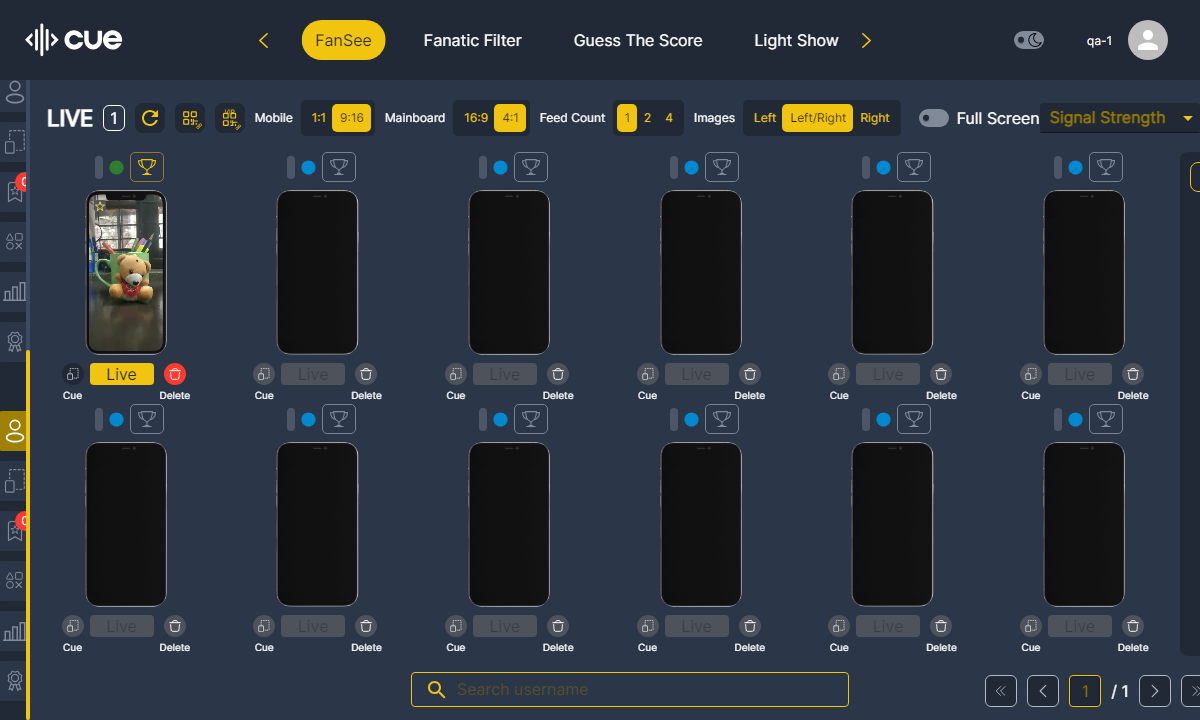 cue
FanSee
Fanatic Filter
Guess The Score
Light Show
qa-1
LIVE 1
Mobile 1:1 9:16
Mainboard 16:9 4:1
Feed Count 1 2 4
Images Left Left/Right Right
Full Screen
Signal Strength
Live Live Live Live Live Live
Cue Delete Cue Delete Cue Delete Cue Delete Cue Delete Cue Delete
Live Live Live Live Live Live
Cue Delete Cue Delete Cue Delete Cue Delete Cue Delete Cue Delete
Search username
1 / 1